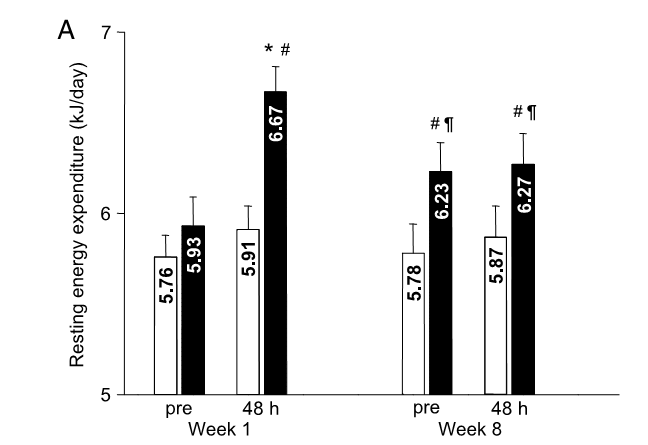 A
Resting energy expenditure (kJ/day)
7
6
5
* #
# ¶
# ¶
5.76
5.93
5.91
6.67
5.78
6.23
5.87
6.27
pre
48 h
pre
48 h
Week 1
Week 8